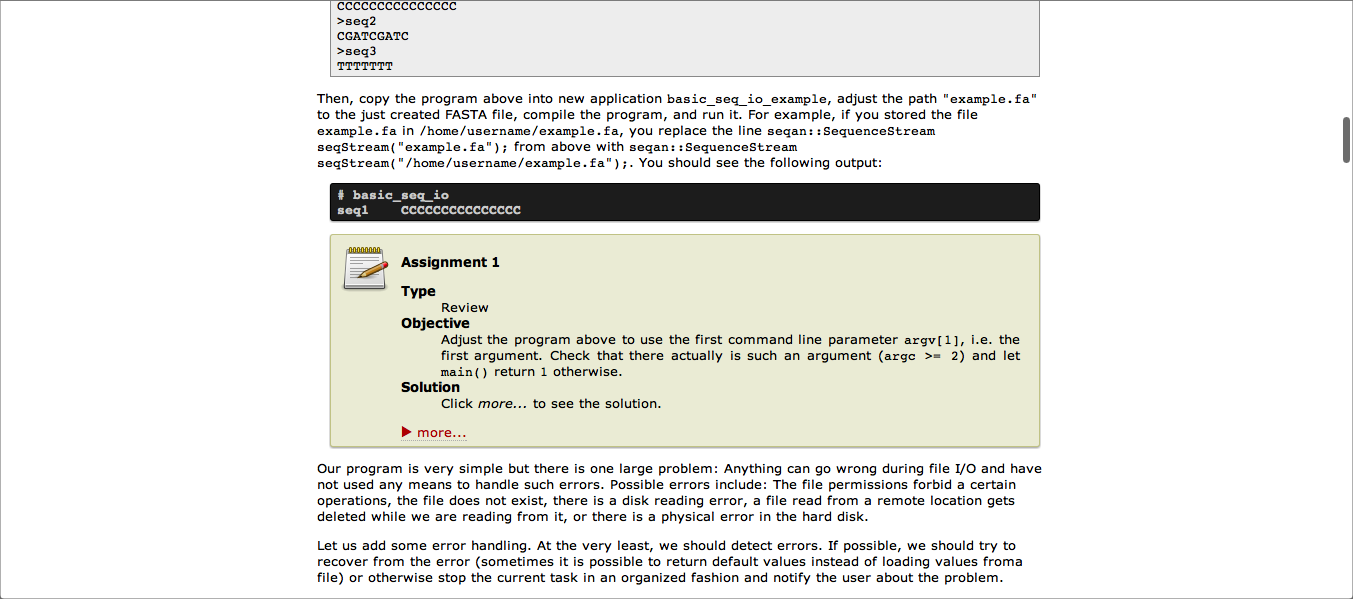 CCCCCCCCCCCCCCC
>seq2
CGATCGATC
>seq3
TTTTTTT
Then, copy the program above into new application basic_seq_io_example, adjust the path "example.fa"
to the just created FASTA file, compile the program, and run it. For example, if you stored the file
example.fa in /home/username/example.fa, you replace the line seqan::SequenceStream
seqStream("example.fa"); from above with seqan::SequenceStream
seqStream("/home/username/example.fa");. You should see the following output:
# basic_seq_io
seq1    CCCCCCCCCCCCCCC
Assignment 1
Type
Review
Objective
Adjust the program above to use the first command line parameter argv[1], i.e. the
first argument. Check that there actually is such an argument (argc >= 2) and let
main() return 1 otherwise.
Solution
Click more... to see the solution.
more...
Our program is very simple but there is one large problem: Anything can go wrong during file I/O and have
not used any means to handle such errors. Possible errors include: The file permissions forbid a certain
operations, the file does not exist, there is a disk reading error, a file read from a remote location gets
deleted while we are reading from it, or there is a physical error in the hard disk.
Let us add some error handling. At the very least, we should detect errors. If possible, we should try to
recover from the error (sometimes it is possible to return default values instead of loading values froma
file) or otherwise stop the current task in an organized fashion and notify the user about the problem.